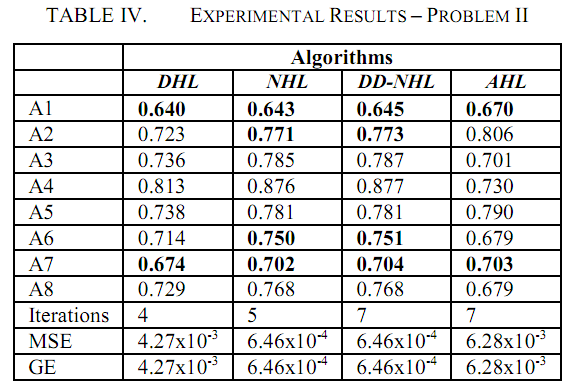 TABLE IV. EXPERIMENTAL RESULTS – PROBLEM II
Algorithms
DHL NHL DD-NHL AHL
A1 0.640 0.643 0.645 0.670
A2 0.723 0.771 0.773 0.806
A3 0.736 0.785 0.787 0.701
A4 0.813 0.876 0.877 0.730
A5 0.738 0.781 0.781 0.790
A6 0.714 0.750 0.751 0.679
A7 0.674 0.702 0.704 0.703
A8 0.729 0.768 0.768 0.679
Iterations 4 5 7 7
MSE 4.27x10⁻³ 6.46x10⁻⁴ 6.46x10⁻⁴ 6.28x10⁻³
GE 4.27x10⁻³ 6.46x10⁻⁴ 6.46x10⁻⁴ 6.28x10⁻³